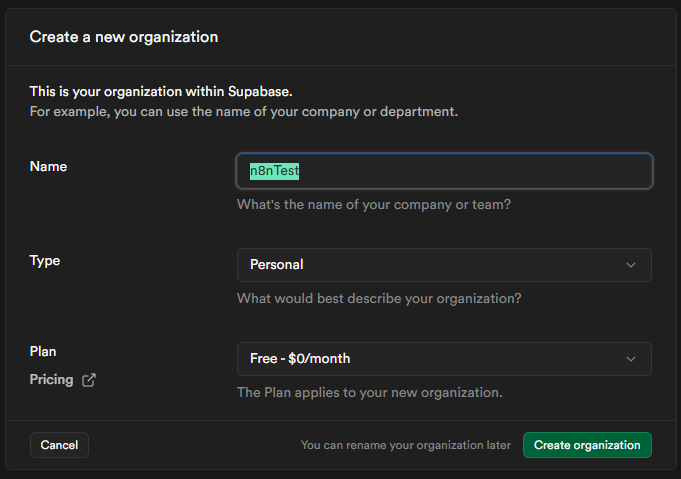 Create a new organization
This is your organization within Supabase.
For example, you can use the name of your company or department.
Name
n8nTest
What's the name of your company or team?
Type
Personal
What would best describe your organization?
Plan
Pricing
Free - $0/month
The Plan applies to your new organization.
Cancel
You can rename your organization later
Create organization